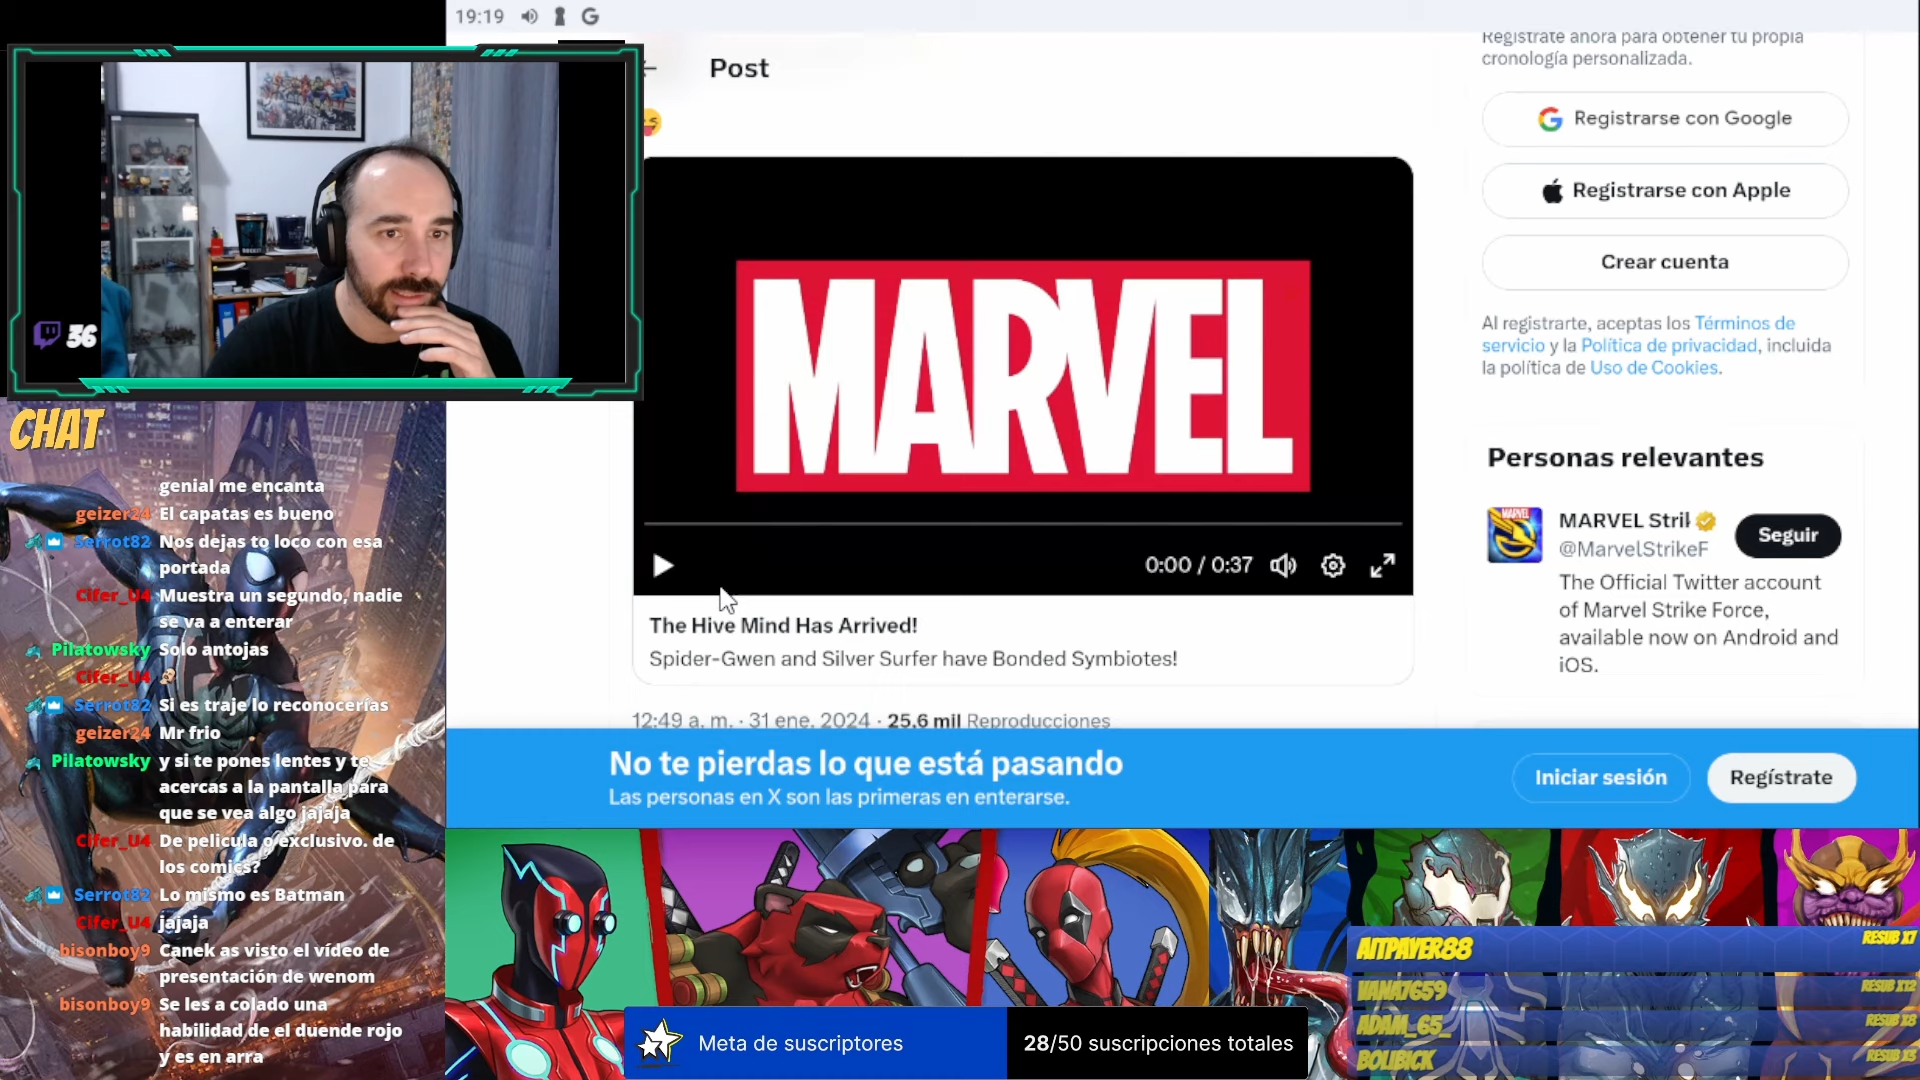 19:19
Post
MARVEL
0:00 / 0:37
The Hive Mind Has Arrived!
Spider-Gwen and Silver Surfer have Bonded Symbiotes!
12:49 a. m. · 31 ene. 2024 · 25,6 mil Reproducciones
Regístrate ahora para obtener tu propia
cronología personalizada.
Registrarse con Google
Registrarse con Apple
Crear cuenta
Al registrarte, aceptas los Términos de
servicio y la Política de privacidad, incluida
la política de Uso de Cookies.
Personas relevantes
MARVEL
MARVEL Stril
@MarvelStrikeF
Seguir
The Official Twitter account
of Marvel Strike Force,
available now on Android and
iOS.
No te pierdas lo que está pasando
Las personas en X son las primeras en enterarse.
Iniciar sesión
Regístrate
36
CHAT
genial me encanta
geizer24 El capatas es bueno
Serrot82 Nos dejas to loco con esa
portada
Cifer_U4 Muestra un segundo, nadie
se va a enterar
Pilatowsky Solo antojas
Cifer_U4
Serrot82 Si es traje lo reconocerías
geizer24 Mr frio
Pilatowsky y si te pones lentes y te
acercas a la pantalla para
que se vea algo jajaja
Cifer_U4 De pelicula o exclusivo. de
los comics?
Serrot82 Lo mismo es Batman
Cifer_U4 jajaja
bisonboy9 Canek as visto el vídeo de
presentación de wenom
bisonboy9 Se les a colado una
habilidad de el duende rojo
y es en arra
Meta de suscriptores
28/50 suscripciones totales
AITPAYER88 RESUB X7
VANA7659 RESUB X12
ADAM_65_ RESUB X8
BOLIBICK RESUB X3